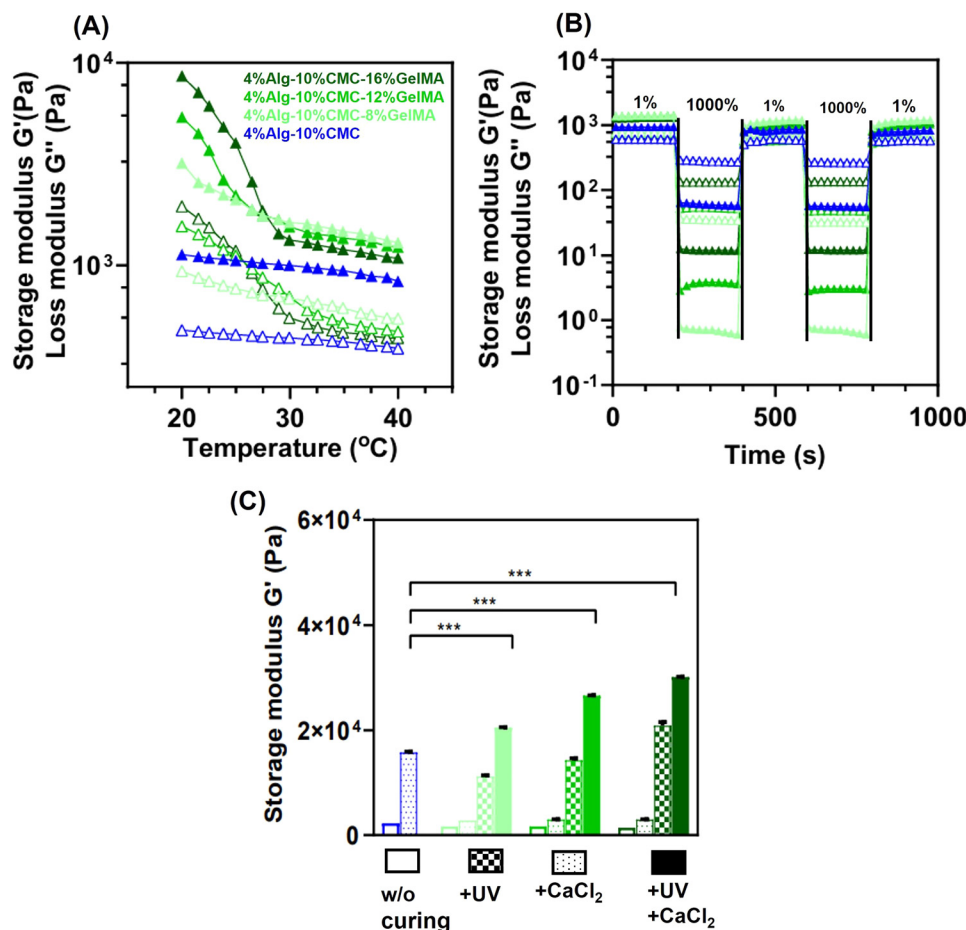 (A)
Storage modulus G'(Pa)
Loss modulus G'' (Pa)
10⁴
10³
4%Alg-10%CMC-16%GelMA
4%Alg-10%CMC-12%GelMA
4%Alg-10%CMC-8%GelMA
4%Alg-10%CMC
20 30 40
Temperature (°C)
(B)
Storage modulus G'(Pa)
Loss modulus G'' (Pa)
10⁴
10³
10²
10¹
10⁰
10⁻¹
1% 1000% 1% 1000% 1%
0 500 1000
Time (s)
(C)
Storage modulus G' (Pa)
6×10⁴
4×10⁴
2×10⁴
0
***
***
***
w/o
curing
+UV
+CaCl₂
+UV
+CaCl₂